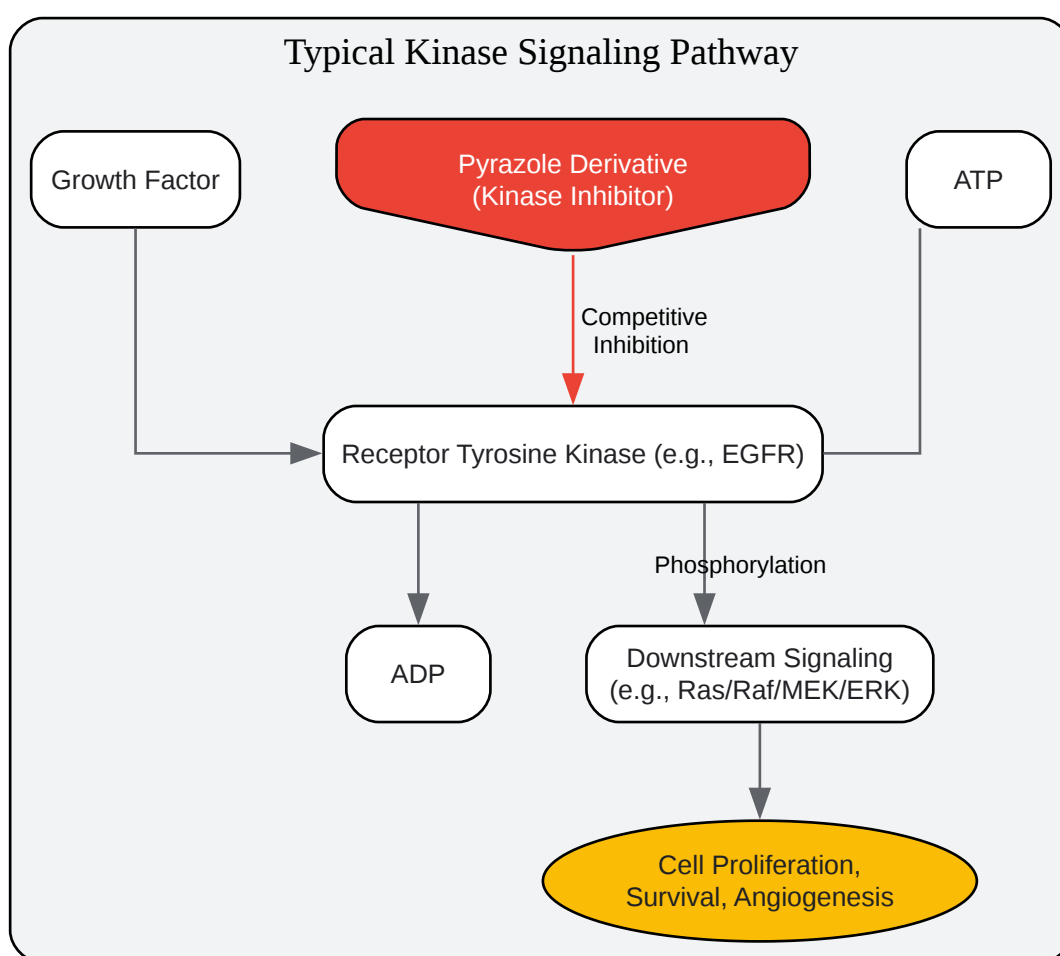 Typical Kinase Signaling Pathway
Growth Factor
Pyrazole Derivative
(Kinase Inhibitor)
ATP
Competitive
Inhibition
Receptor Tyrosine Kinase (e.g., EGFR)
Phosphorylation
ADP
Downstream Signaling
(e.g., Ras/Raf/MEK/ERK)
Cell Proliferation,
Survival, Angiogenesis